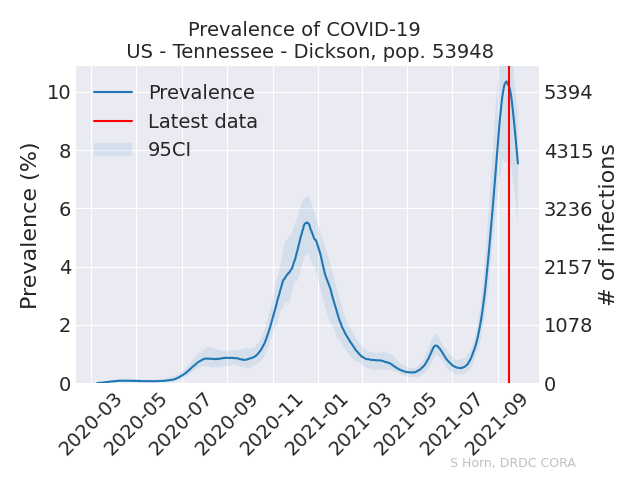 Prevalence of COVID-19
US - Tennessee - Dickson, pop. 53948
Prevalence
Latest data
95CI
Prevalence (%)
10
8
6
4
2
0
5394
4315
3236
2157
1078
0
# of infections
2020-03
2020-05
2020-07
2020-09
2020-11
2021-01
2021-03
2021-05
2021-07
2021-09
S Horn, DRDC CORA